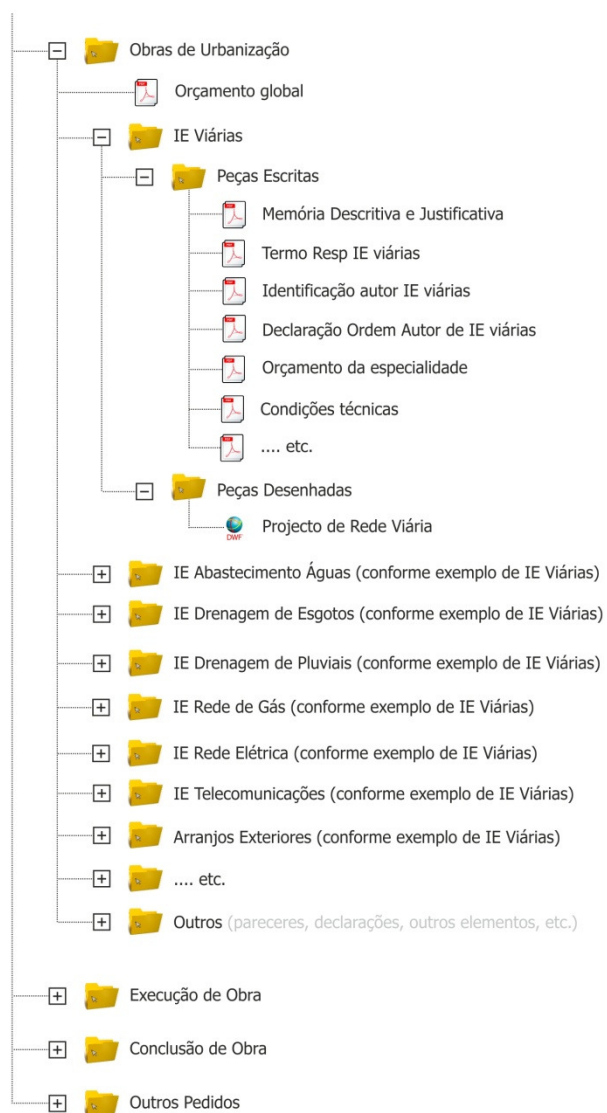 Obras de Urbanização
Orçamento global
IE Viárias
Peças Escritas
Memória Descritiva e Justificativa
Termo Resp IE viárias
Identificação autor IE viárias
Declaração Ordem Autor de IE viárias
Orçamento da especialidade
Condições técnicas
.... etc.
Peças Desenhadas
DWF Projecto de Rede Viária
IE Abastecimento Águas (conforme exemplo de IE Viárias)
IE Drenagem de Esgotos (conforme exemplo de IE Viárias)
IE Drenagem de Pluviais (conforme exemplo de IE Viárias)
IE Rede de Gás (conforme exemplo de IE Viárias)
IE Rede Elétrica (conforme exemplo de IE Viárias)
IE Telecomunicações (conforme exemplo de IE Viárias)
Arranjos Exteriores (conforme exemplo de IE Viárias)
.... etc.
Outros (pareceres, declarações, outros elementos, etc.)
Execução de Obra
Conclusão de Obra
Outros Pedidos